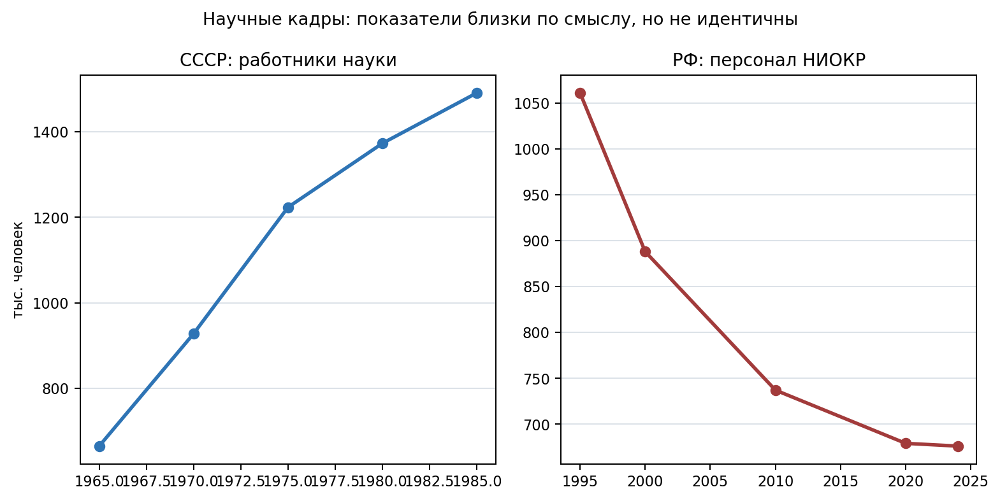 Научные кадры: показатели близки по смыслу, но не идентичны
СССР: работники науки
тыс. человек
1400
1200
1000
800
1965.0 1967.5 1970.0 1972.5 1975.0 1977.5 1980.0 1982.5 1985.0
РФ: персонал НИОКР
1050
1000
950
900
850
800
750
700
1995 2000 2005 2010 2015 2020 2025